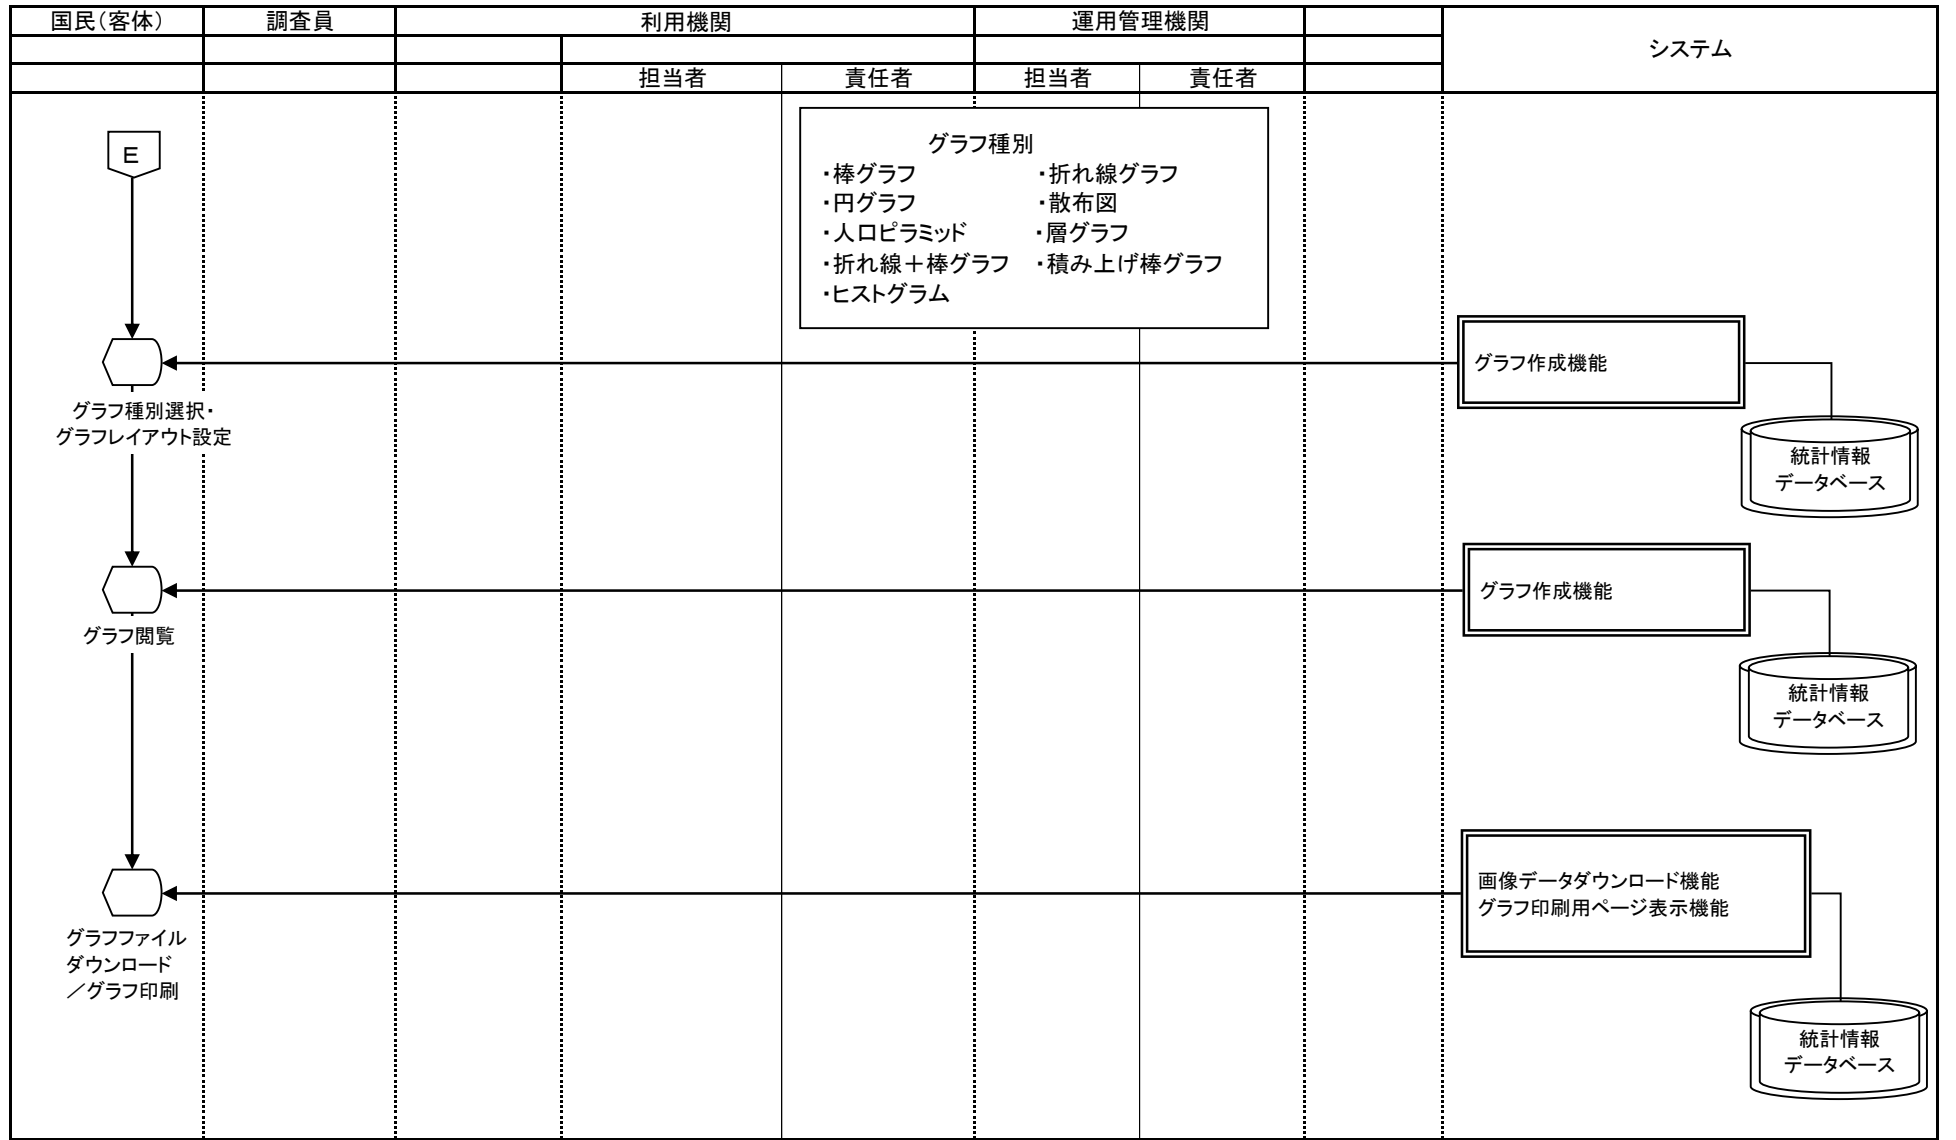 国民(客体)
調査員
利用機関
運用管理機関
システム
担当者
責任者
担当者
責任者
E
グラフ種別
・棒グラフ ・折れ線グラフ
・円グラフ ・散布図
・人口ピラミッド ・層グラフ
・折れ線＋棒グラフ ・積み上げ棒グラフ
・ヒストグラム
グラフ作成機能
グラフ種別選択・
グラフレイアウト設定
統計情報
データベース
グラフ作成機能
グラフ閲覧
統計情報
データベース
画像データダウンロード機能
グラフ印刷用ページ表示機能
グラフファイル
ダウンロード
／グラフ印刷
統計情報
データベース